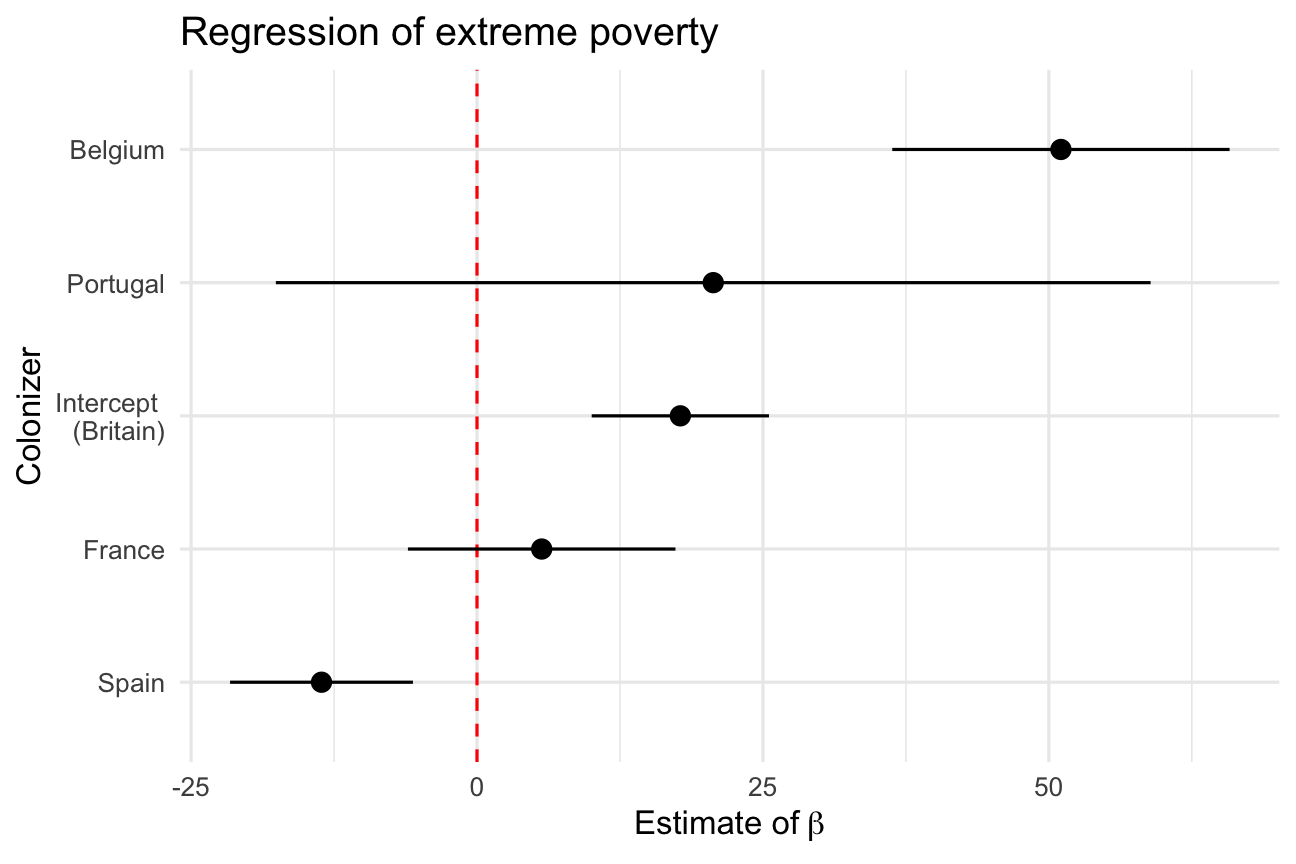 Regression of extreme poverty
Colonizer
Belgium
Portugal
Intercept
(Britain)
France
Spain
-25
0
25
50
Estimate of β